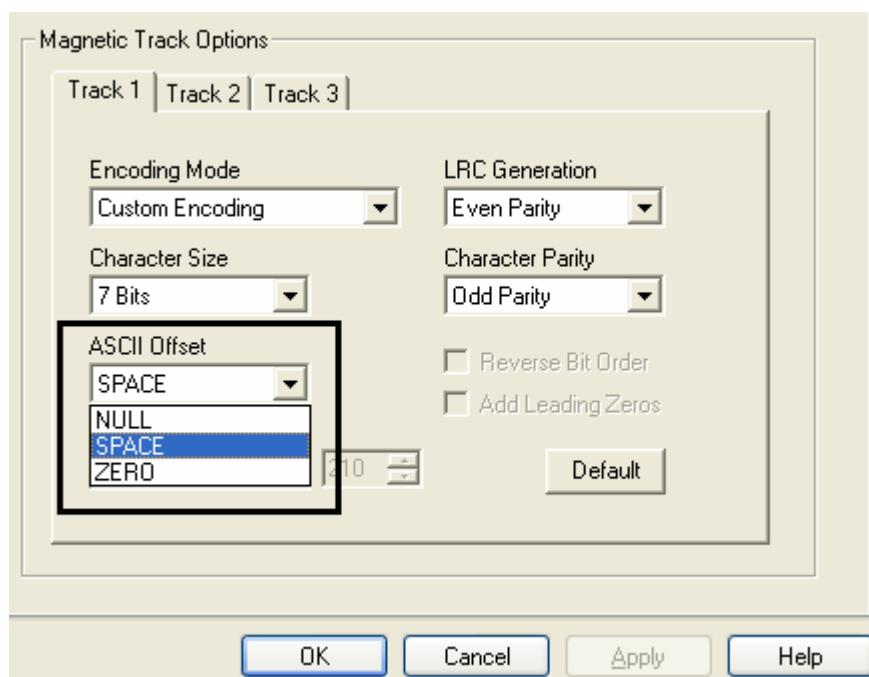 Magnetic Track Options
Track 1 Track 2 Track 3
Encoding Mode LRC Generation
Custom Encoding Even Parity
Character Size Character Parity
7 Bits Odd Parity
ASCII Offset
SPACE Reverse Bit Order
NULL Add Leading Zeros
SPACE
ZERO 210 Default
OK Cancel Apply Help